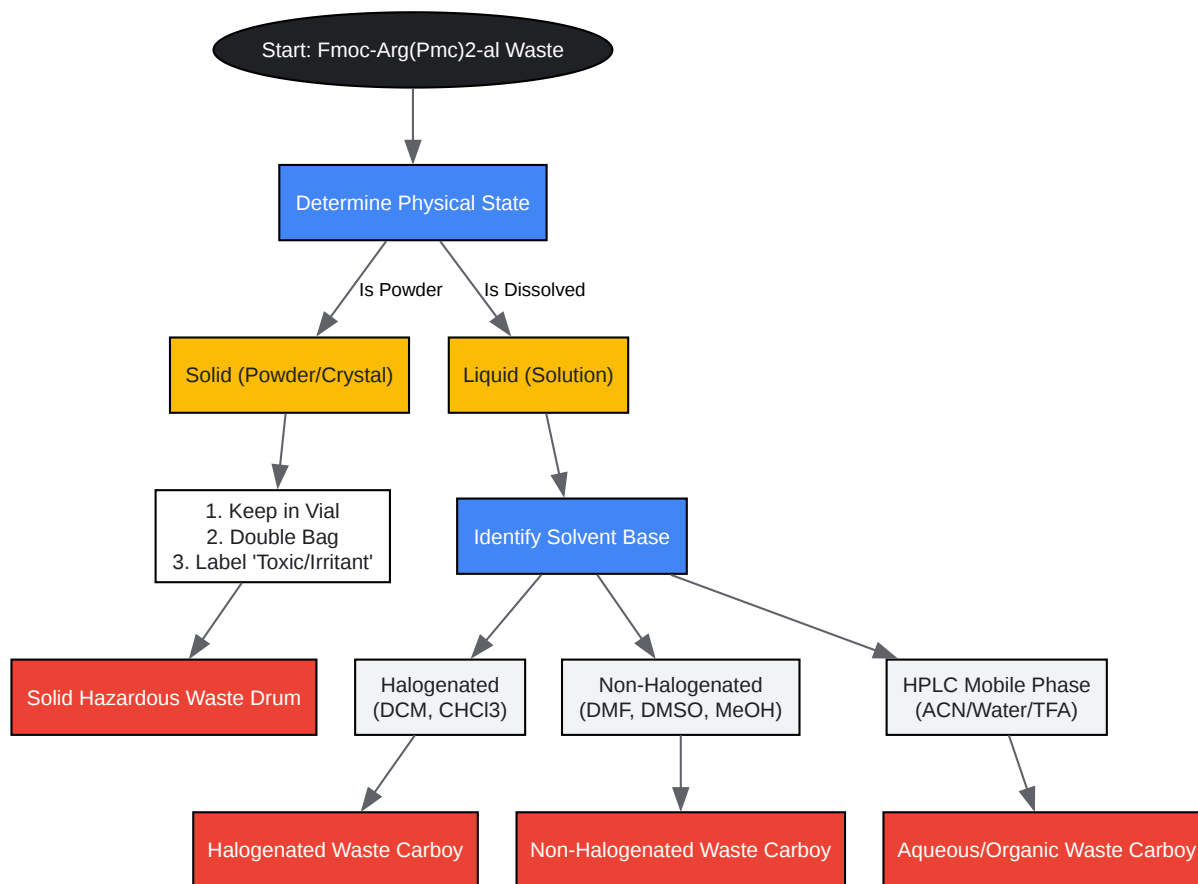 Start: Fmoc-Arg(Pmc)2-al Waste
Determine Physical State
Is Powder
Is Dissolved
Solid (Powder/Crystal)
Liquid (Solution)
1. Keep in Vial
2. Double Bag
3. Label 'Toxic/Irritant'
Identify Solvent Base
Solid Hazardous Waste Drum
Halogenated
(DCM, CHCl3)
Non-Halogenated
(DMF, DMSO, MeOH)
HPLC Mobile Phase
(ACN/Water/TFA)
Halogenated Waste Carboy
Non-Halogenated Waste Carboy
Aqueous/Organic Waste Carboy